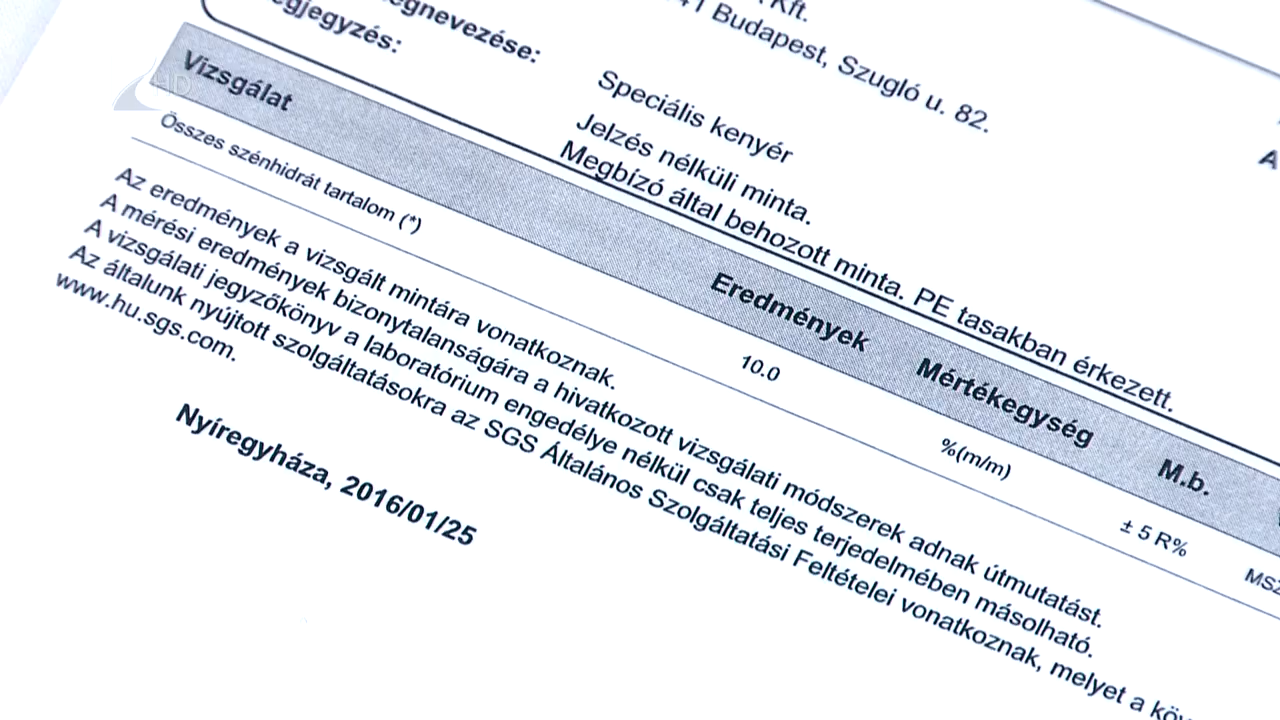 Kft.
Budapest, Szugló u. 82.
Speciális kenyér
Jelzés nélküli minta.
Megbízó által behozott minta. PE tasakban érkezett.
Vizsgálat Eredmények Mértékegység M.b.
Összes szénhidrát tartalom (*) 10.0 %(m/m) ± 5 R%
Az eredmények a vizsgált mintára vonatkoznak.
A mérési eredmények bizonytalanságára a hivatkozott vizsgálati módszerek adnak útmutatást.
A vizsgálati jegyzőkönyv a laboratórium engedélye nélkül csak teljes terjedelmében másolható.
Az általunk nyújtott szolgáltatásokra az SGS Általános Szolgáltatási Feltételei vonatkoznak, melyet a
www.hu.sgs.com.
Nyíregyháza, 2016/01/25
HD